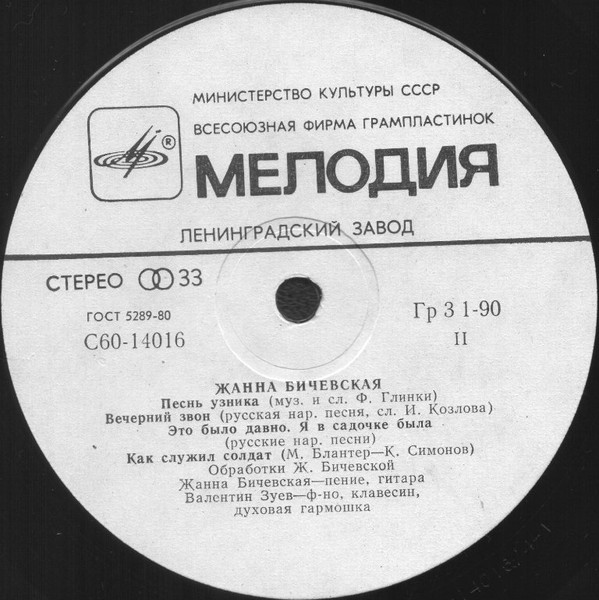 МИНИСТЕРСТВО КУЛЬТУРЫ СССР
ВСЕСОЮЗНАЯ ФИРМА ГРАМПЛАСТИНОК
®
МЕЛОДИЯ
ЛЕНИНГРАДСКИЙ ЗАВОД
СТЕРЕО 33
ГОСТ 5289-80
С60-14016
Гр 3 1-90
II
ЖАННА БИЧЕВСКАЯ
Песнь узника (муз. и сл. Ф. Глинки)
Вечерний звон (русская нар. песня, сл. И. Козлова)
Это было давно. Я в садочке была
(русские нар. песни)
Как служил солдат (М. Блантер—К. Симонов)
Обработки Ж. Бичевской
Жанна Бичевская—пение, гитара
Валентин Зуев—ф-но, клавесин,
духовая гармошка